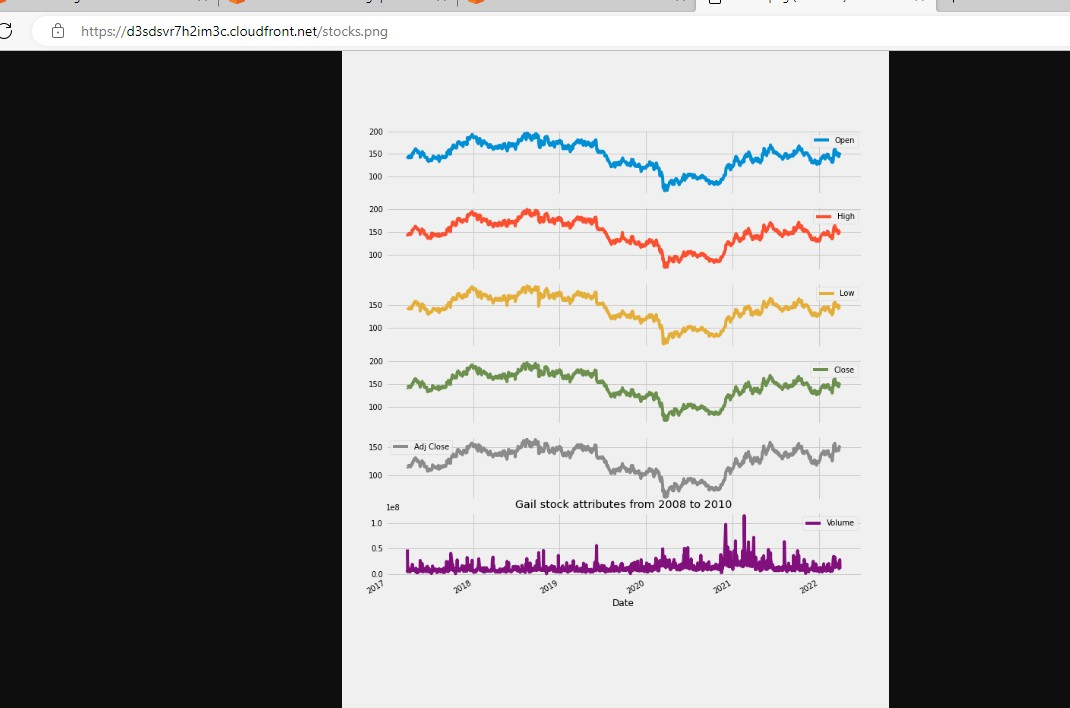 https://d3sdsvr7h2im3c.cloudfront.net/stocks.png
200
150
100
Open
200
150
100
High
150
100
Low
200
150
100
Close
150
100
Adj Close
Gail stock attributes from 2008 to 2010
1e8
1.0
0.5
0.0
Volume
2017
2018
2019
2020
2021
2022
Date